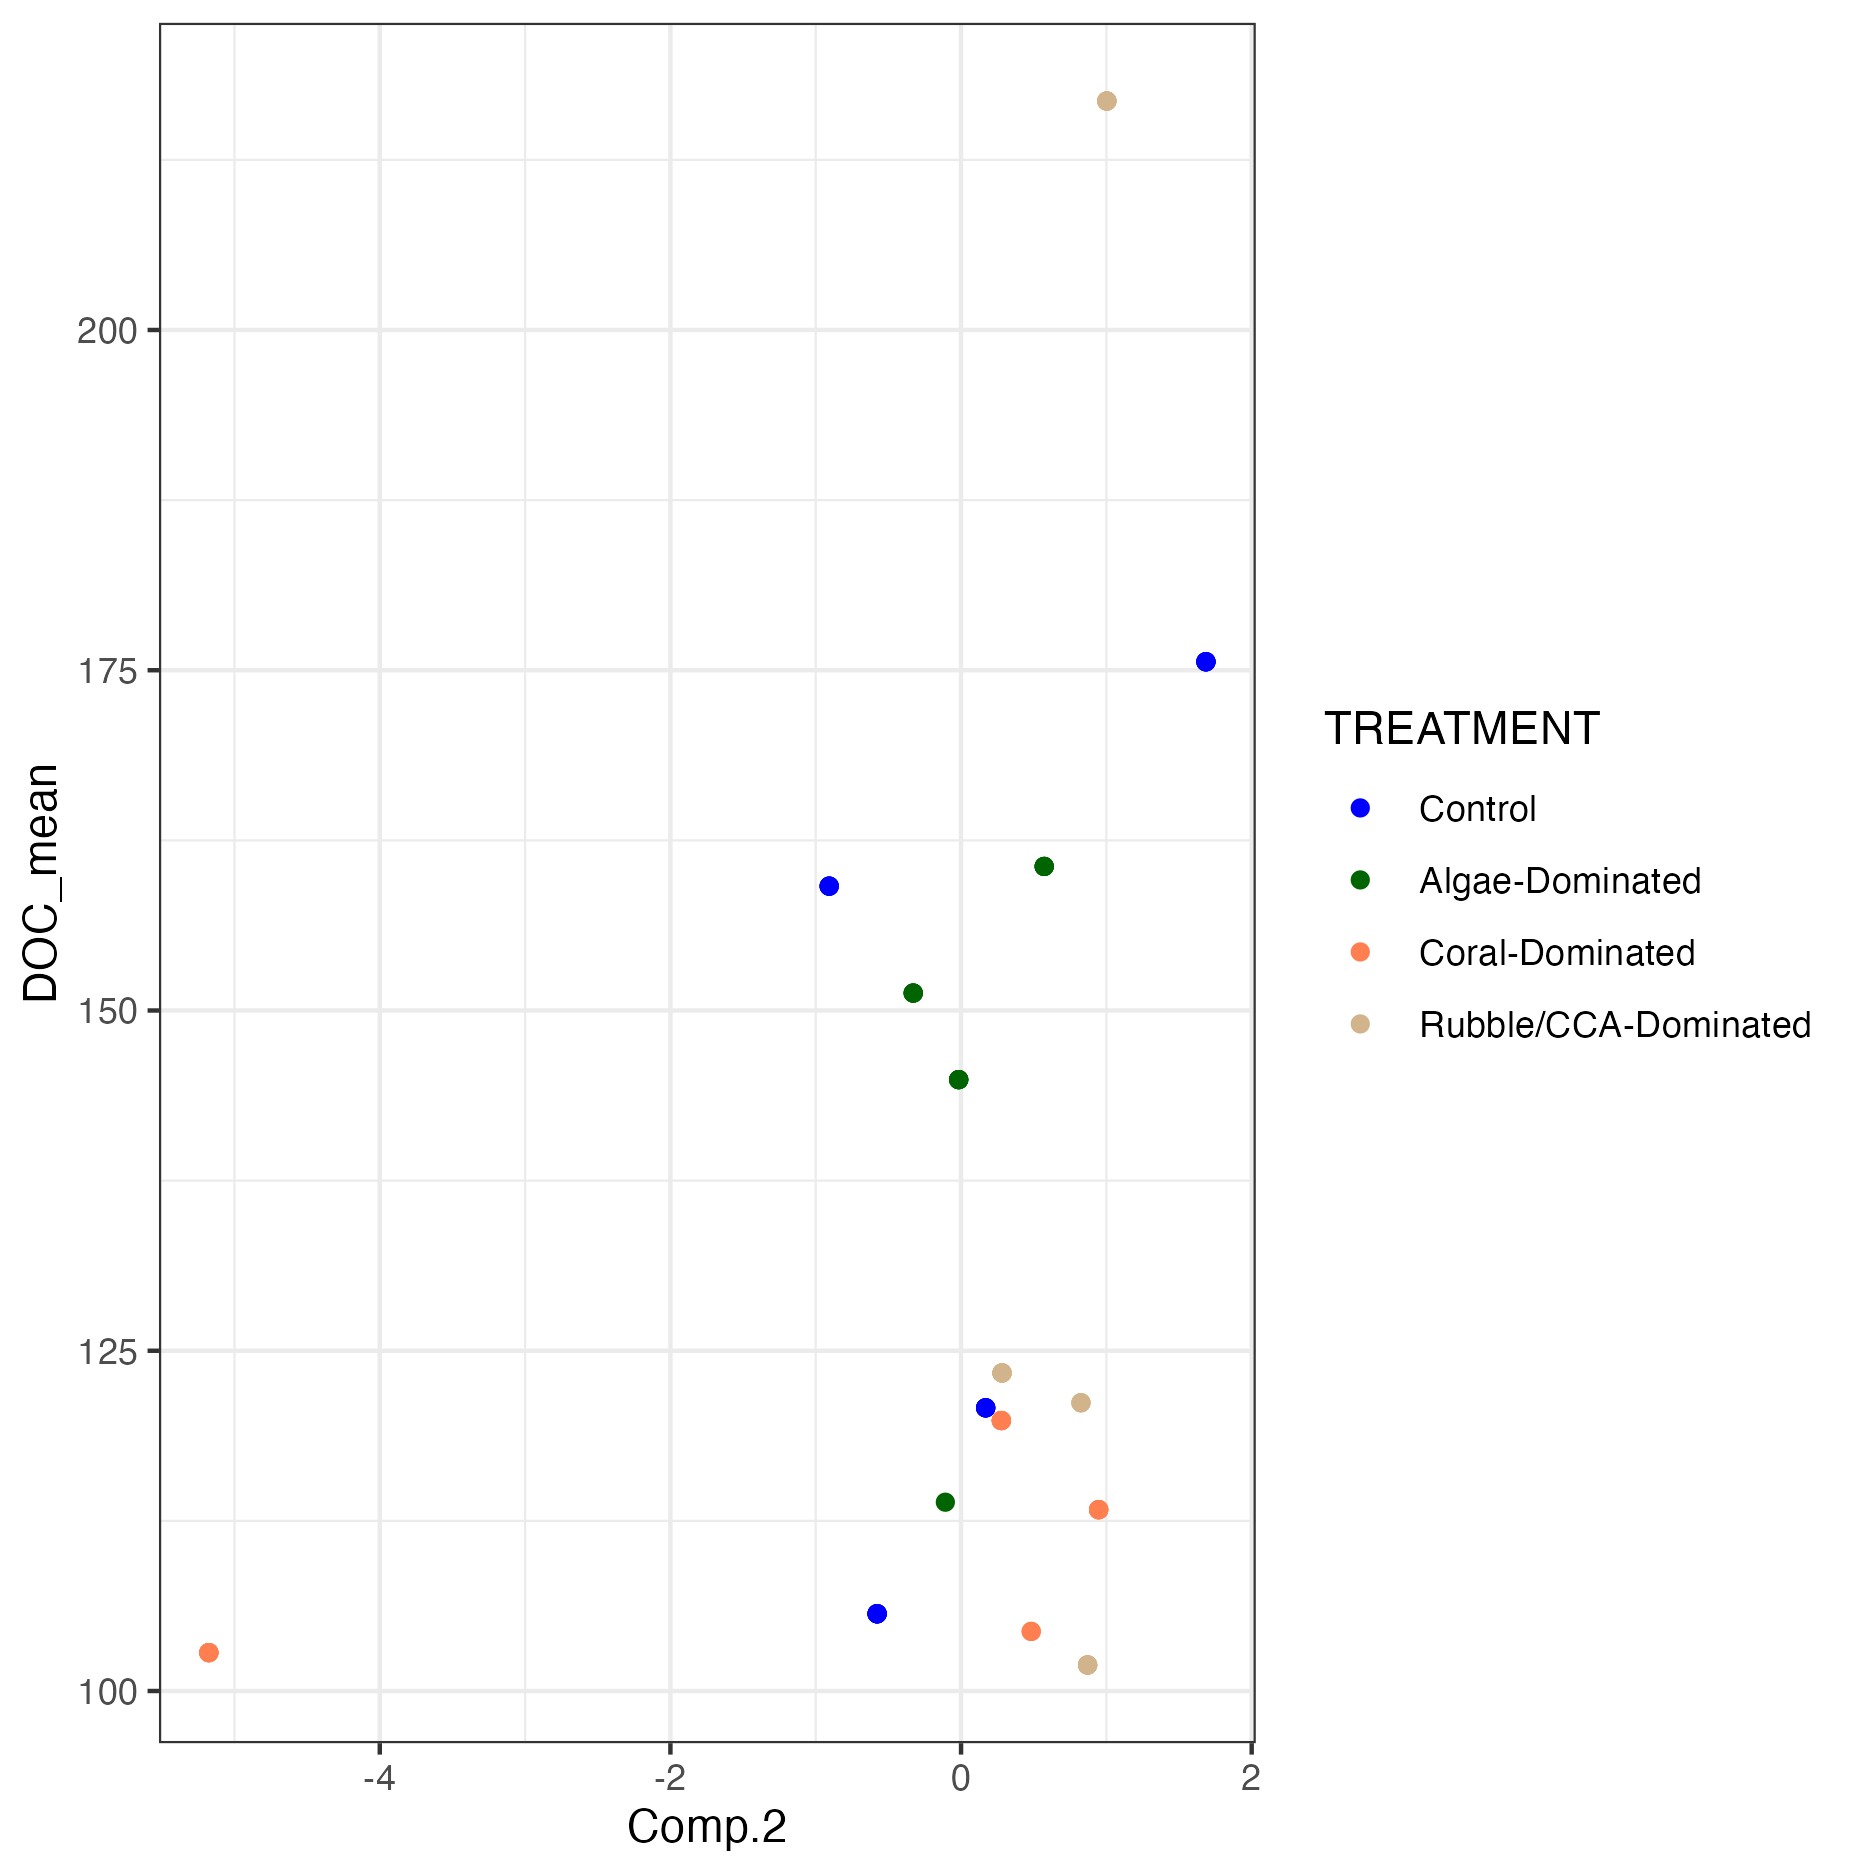 200
175
150
125
100
DOC_mean
-4
-2
0
2
Comp.2
TREATMENT
Control
Algae-Dominated
Coral-Dominated
Rubble/CCA-Dominated